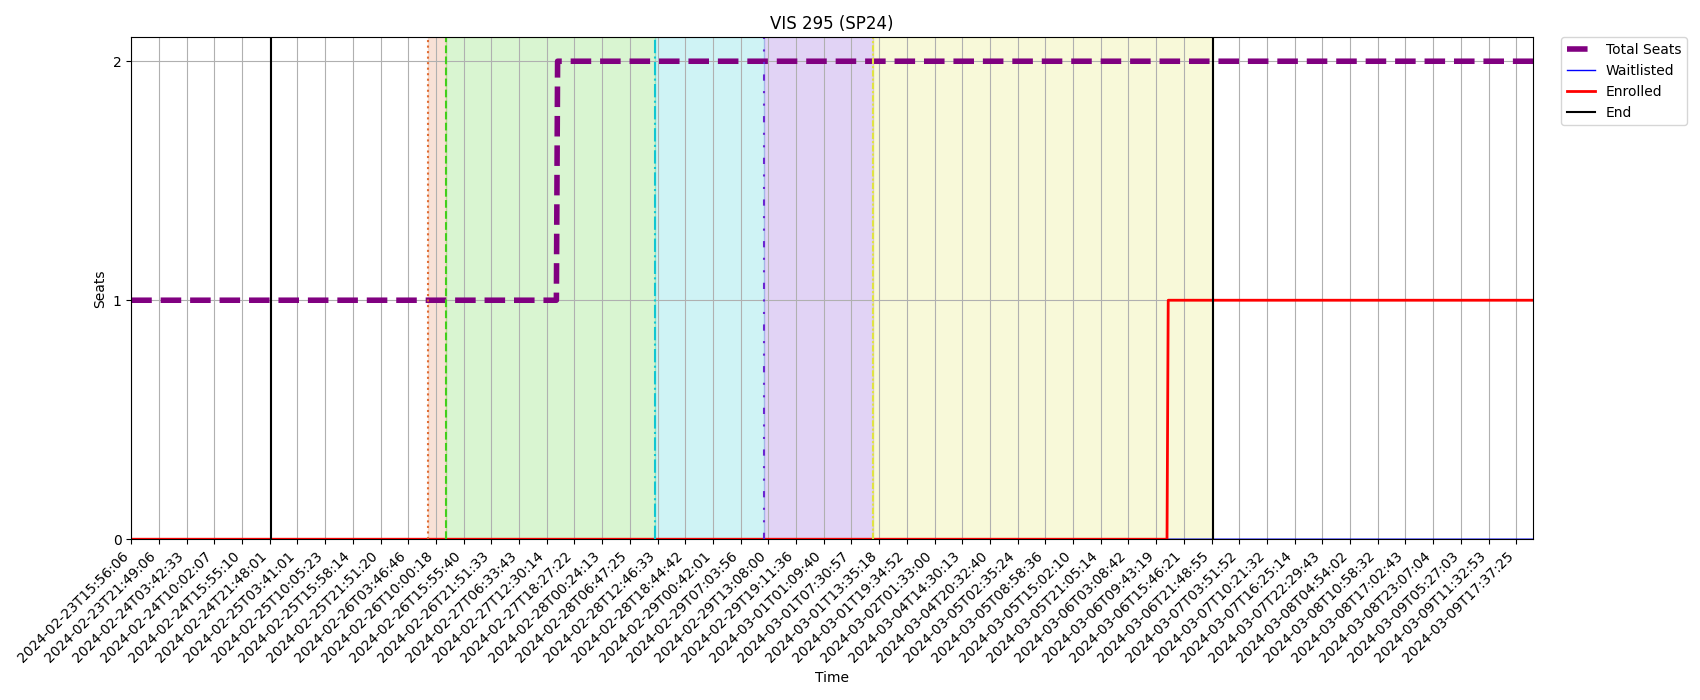 VIS 295 (SP24)
Total Seats
Waitlisted
Enrolled
End
Seats
2
1
0
2024-02-23T15:56:06
2024-02-23T21:49:06
2024-02-24T03:42:33
2024-02-24T10:02:07
2024-02-24T15:55:10
2024-02-24T21:48:01
2024-02-25T03:41:01
2024-02-25T10:05:23
2024-02-25T15:58:14
2024-02-25T21:51:20
2024-02-26T03:46:46
2024-02-26T10:00:18
2024-02-26T15:55:40
2024-02-26T21:51:33
2024-02-27T06:33:43
2024-02-27T12:30:14
2024-02-27T18:27:22
2024-02-28T00:24:13
2024-02-28T06:47:25
2024-02-28T12:46:33
2024-02-28T18:44:42
2024-02-29T00:42:01
2024-02-29T07:03:56
2024-02-29T13:08:00
2024-02-29T19:11:36
2024-03-01T01:09:40
2024-03-01T07:30:57
2024-03-01T13:35:18
2024-03-01T19:34:52
2024-03-02T01:33:00
2024-03-04T14:30:13
2024-03-04T20:32:40
2024-03-05T02:35:24
2024-03-05T08:58:36
2024-03-05T15:02:10
2024-03-05T21:05:14
2024-03-06T03:08:42
2024-03-06T09:43:19
2024-03-06T15:46:21
2024-03-06T21:48:55
2024-03-07T03:51:52
2024-03-07T10:21:32
2024-03-07T16:25:14
2024-03-07T22:29:43
2024-03-08T04:54:02
2024-03-08T10:58:32
2024-03-08T17:02:43
2024-03-08T23:07:04
2024-03-09T05:27:03
2024-03-09T11:32:53
2024-03-09T17:37:25
Time